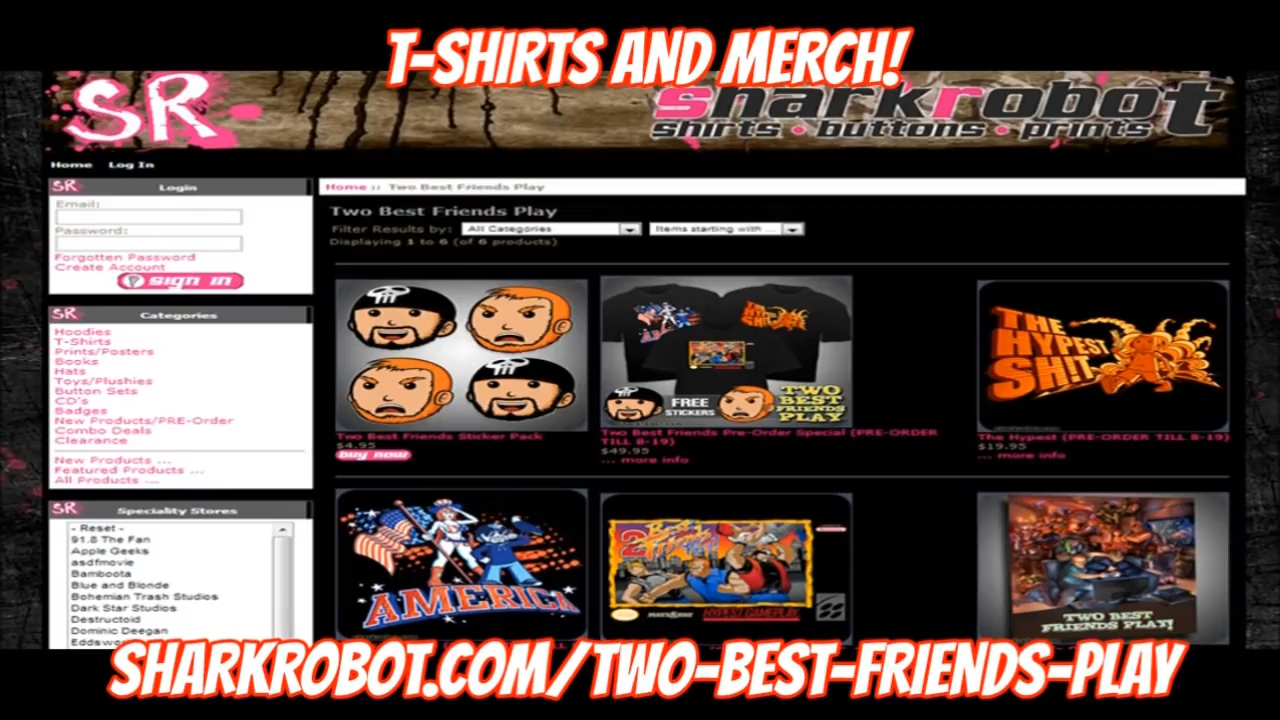 T-SHIRTS AND MERCH!
SR
sharkrobot
shirts • buttons • prints
Home Log In
SR Login
Email:
Password:
Forgotten Password
Create Account
sign in
Home :: Two Best Friends Play
Two Best Friends Play
Filter Results by: All Categories Items starting with ...
Displaying 1 to 6 (of 6 products)
SR Categories
Hoodies
T-Shirts
Prints/Posters
Books
Hats
Toys/Plushies
Button Sets
CD's
Badges
New Products/PRE-Order
Combo Deals
Clearance
New Products ...
Featured Products ...
All Products ...
FREE
STICKERS
TWO
BEST
FRIENDS
PLAY
THE
HYPEST
SH!T
Two Best Friends Sticker Pack
$4.95
buy now
Two Best Friends Pre-Order Special (PRE-ORDER
TILL 8-19)
$49.95
... more info
The Hypest (PRE-ORDER TILL 8-19)
$19.95
... more info
SR Speciality Stores
- Reset -
91.8 The Fan
Apple Geeks
asdfmovie
Bamboota
Blue and Blonde
Bohemian Trash Studios
Dark Star Studios
Destructoid
Dominic Deegan
AMERICA
2 Best
HYPEST GAMEPLAY
TWO BEST
FRIENDS PLAY!
SHARKROBOT.COM/TWO-BEST-FRIENDS-PLAY